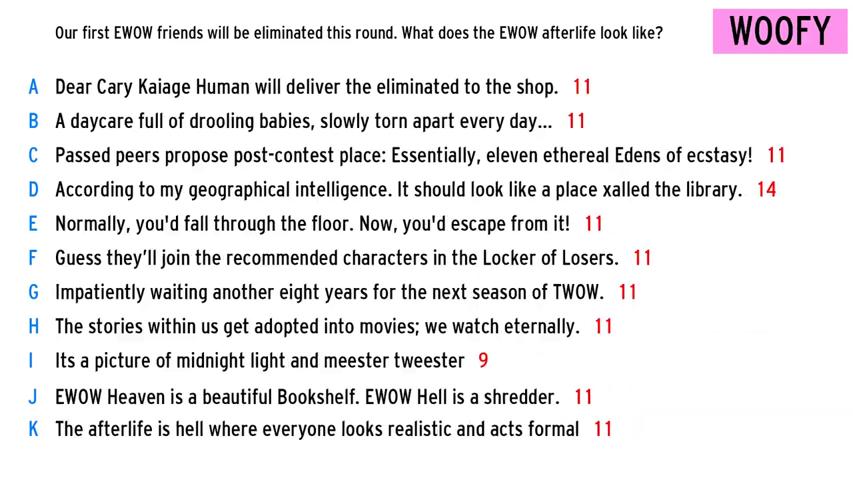 Our first EWOW friends will be eliminated this round. What does the EWOW afterlife look like?
WOOFY
A Dear Cary Kaiage Human will deliver the eliminated to the shop. 11
B A daycare full of drooling babies, slowly torn apart every day... 11
C Passed peers propose post-contest place: Essentially, eleven ethereal Edens of ecstasy! 11
D According to my geographical intelligence. It should look like a place xalled the library. 14
E Normally, you'd fall through the floor. Now, you'd escape from it! 11
F Guess they'll join the recommended characters in the Locker of Losers. 11
G Impatiently waiting another eight years for the next season of TWOW. 11
H The stories within us get adopted into movies; we watch eternally. 11
I Its a picture of midnight light and meester tweester 9
J EWOW Heaven is a beautiful Bookshelf. EWOW Hell is a shredder. 11
K The afterlife is hell where everyone looks realistic and acts formal 11